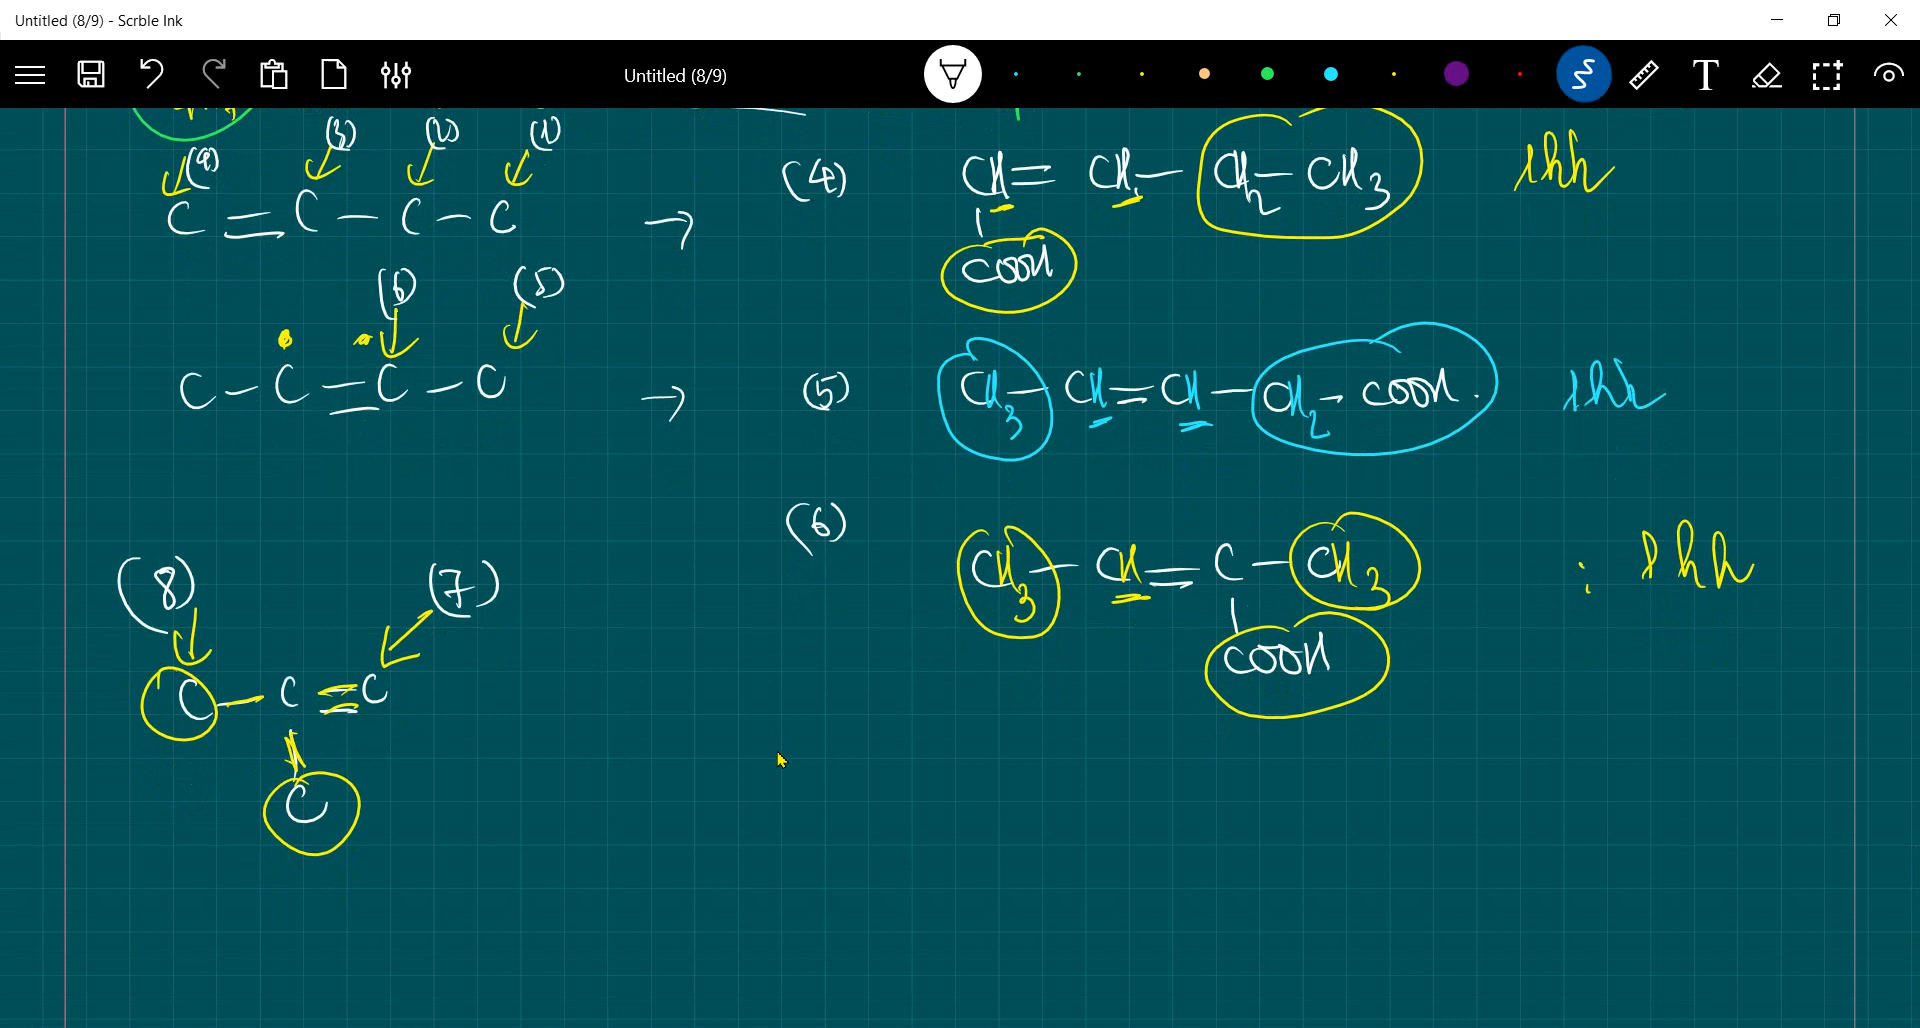 Untitled (8/9) - Scrble Ink
Untitled (8/9)
T
(3) (2) (1)
(4)
C = C - C - C → (4) CH = CH - CH2 - CH3
COOH
(6) (5)
C - C = C - C → (5) CH3 - CH = CH - CH2 - COOH .
(6) CH3 - CH = C - CH3 :
COOH
(8) (7)
C - C = C
C